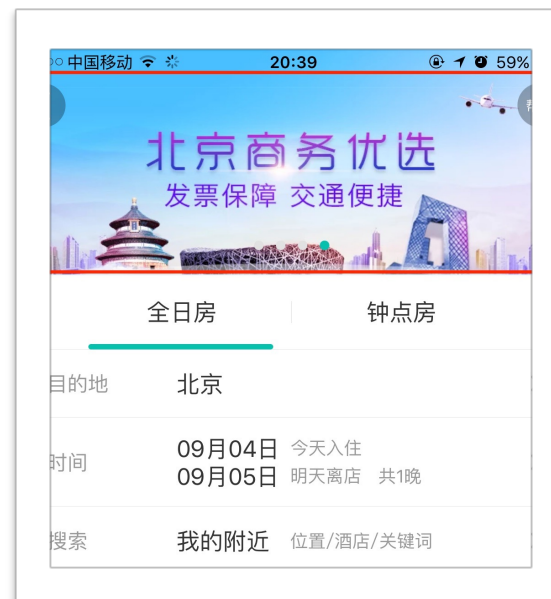 中国移动 20:39 59%
北京商务优选
发票保障 交通便捷
全日房 钟点房
目的地 北京
时间 09月04日 今天入住
09月05日 明天离店 共1晚
搜索 我的附近 位置/酒店/关键词